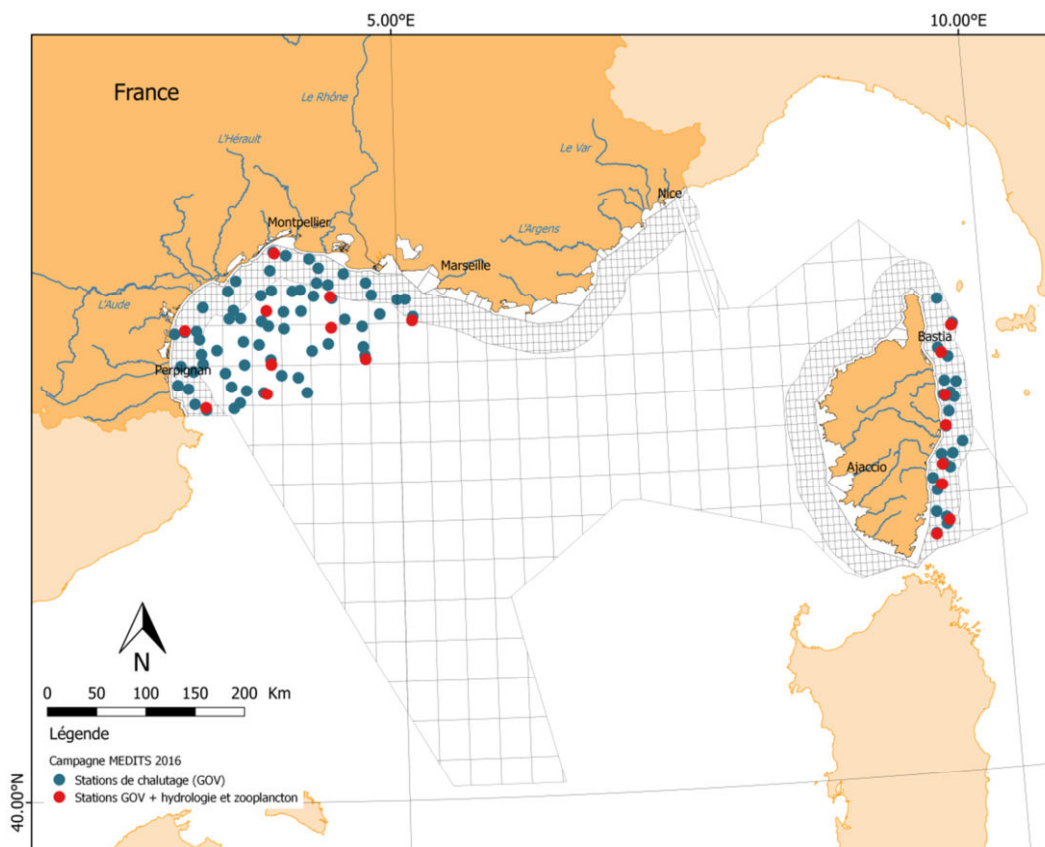 5.00°E
10.00°E
France
Le Rhône
L'Hérault
Le Var
Nice
Montpellier
L'Argens
Marseille
L'Aude
Bastia
Perpignan
Ajaccio
N
0 50 100 150 200 Km
Légende
Campagne MEDITS 2016
Stations de chalutage (GOV)
Stations GOV + hydrologie et zooplancton
40.00°N